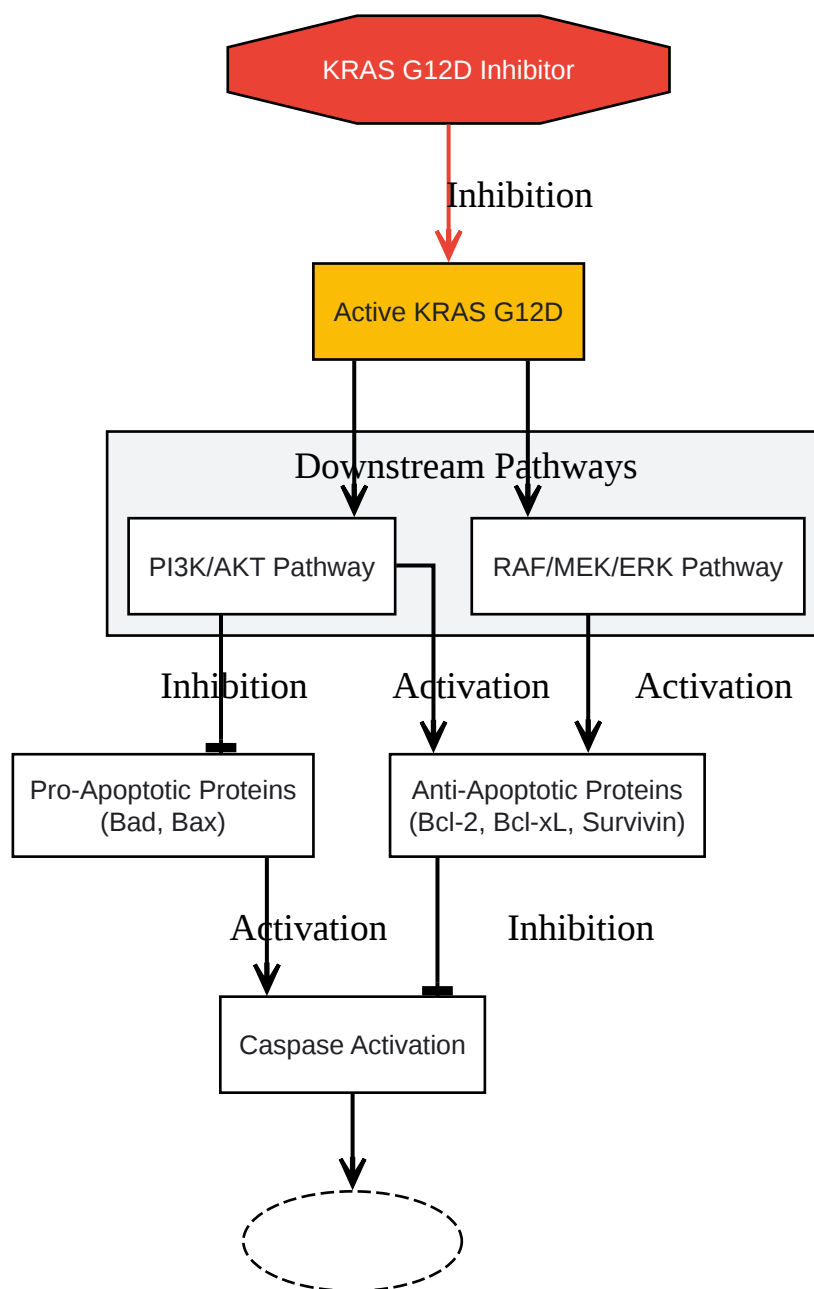 KRAS G12D Inhibitor
Inhibition
Active KRAS G12D
Downstream Pathways
PI3K/AKT Pathway
RAF/MEK/ERK Pathway
Inhibition
Activation
Activation
Pro-Apoptotic Proteins
(Bad, Bax)
Anti-Apoptotic Proteins
(Bcl-2, Bcl-xL, Survivin)
Activation
Inhibition
Caspase Activation